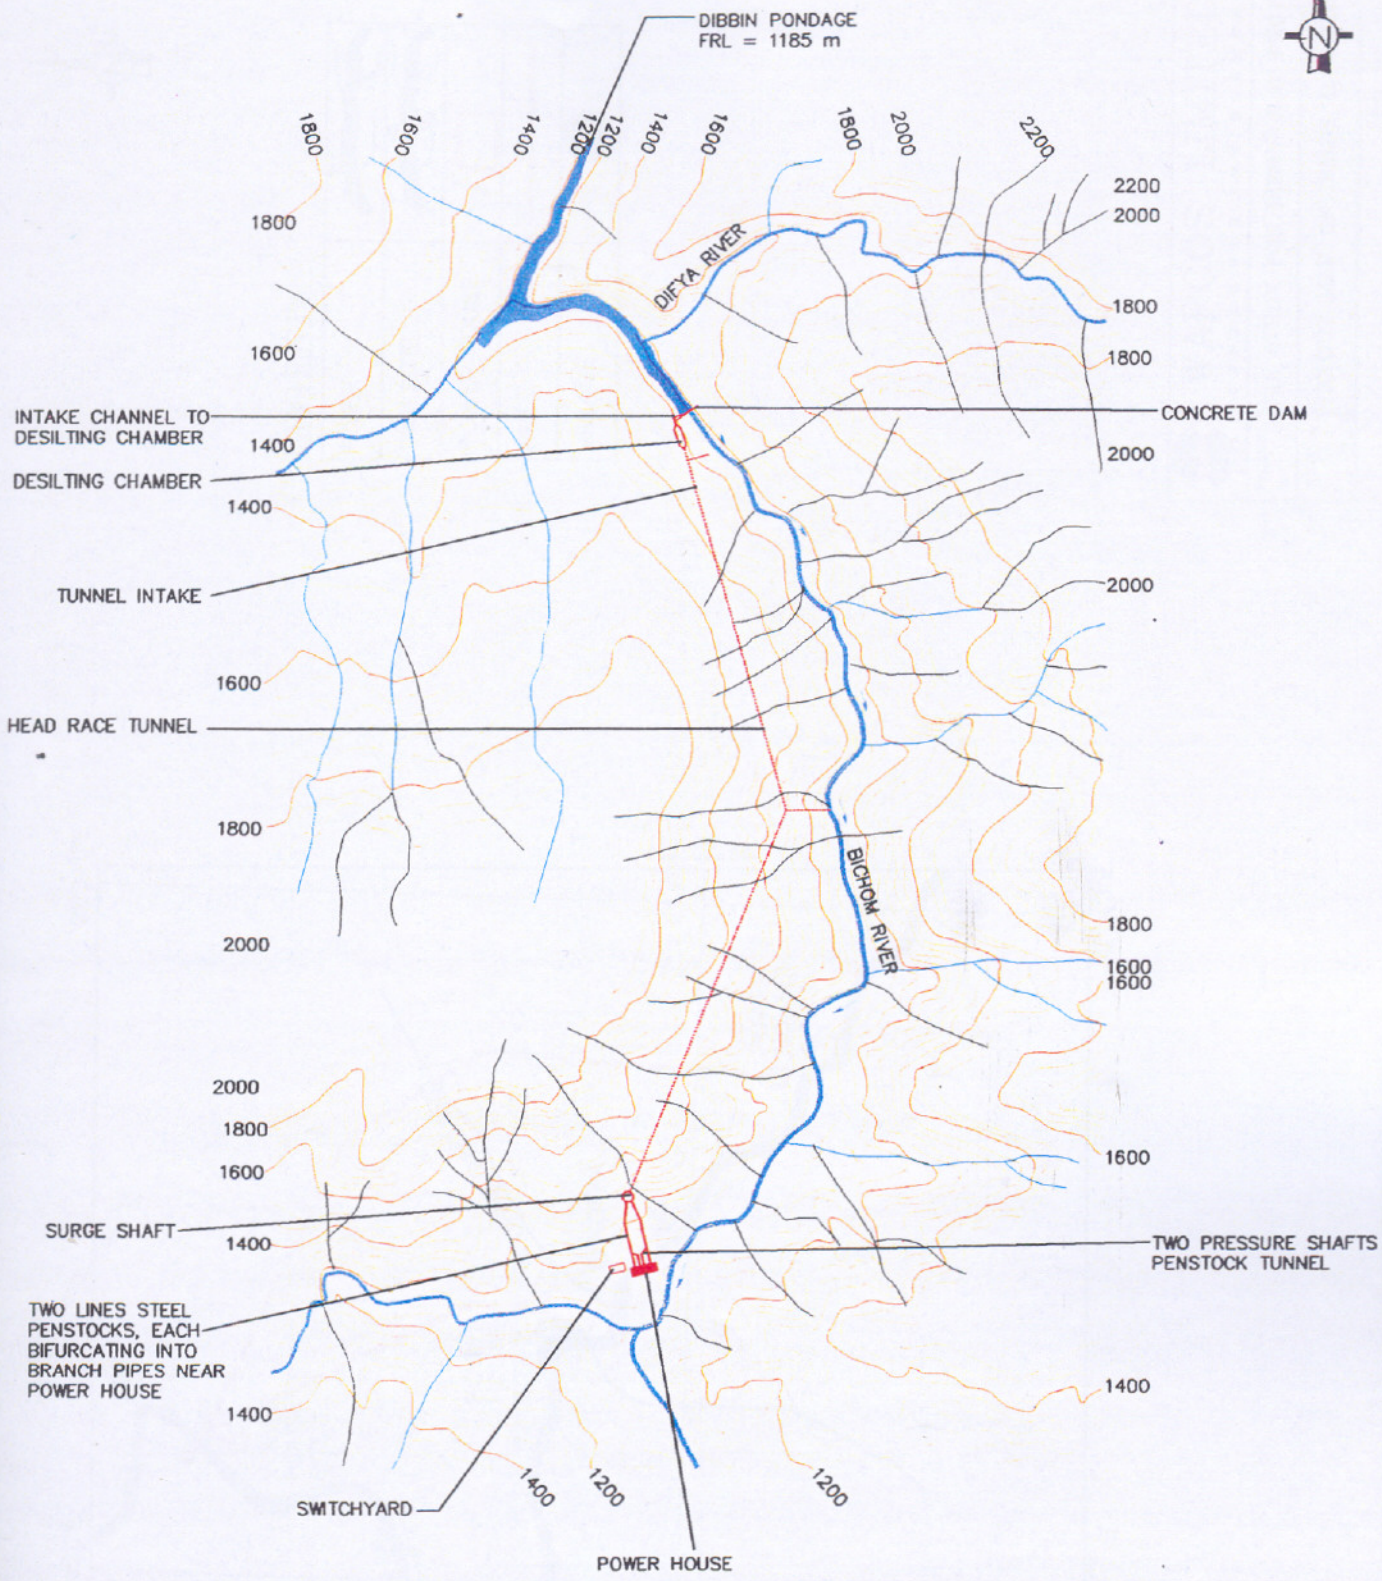 DIBBIN PONDAGE
FRL = 1185 m
N
1800
1600
1400
1200
1200
1400
1600
1800
2000
2200
2200
2000
1800
DIFYA RIVER
1800
1600
1800
INTAKE CHANNEL TO
DESILTING CHAMBER
CONCRETE DAM
1400
2000
DESILTING CHAMBER
1400
TUNNEL INTAKE
2000
1600
HEAD RACE TUNNEL
1800
BICHOM RIVER
1800
2000
1600
1600
2000
1800
1600
1600
SURGE SHAFT
1400
TWO PRESSURE SHAFTS
PENSTOCK TUNNEL
TWO LINES STEEL
PENSTOCKS, EACH
BIFURCATING INTO
BRANCH PIPES NEAR
POWER HOUSE
1400
1400
1400
1200
1200
SWITCHYARD
POWER HOUSE